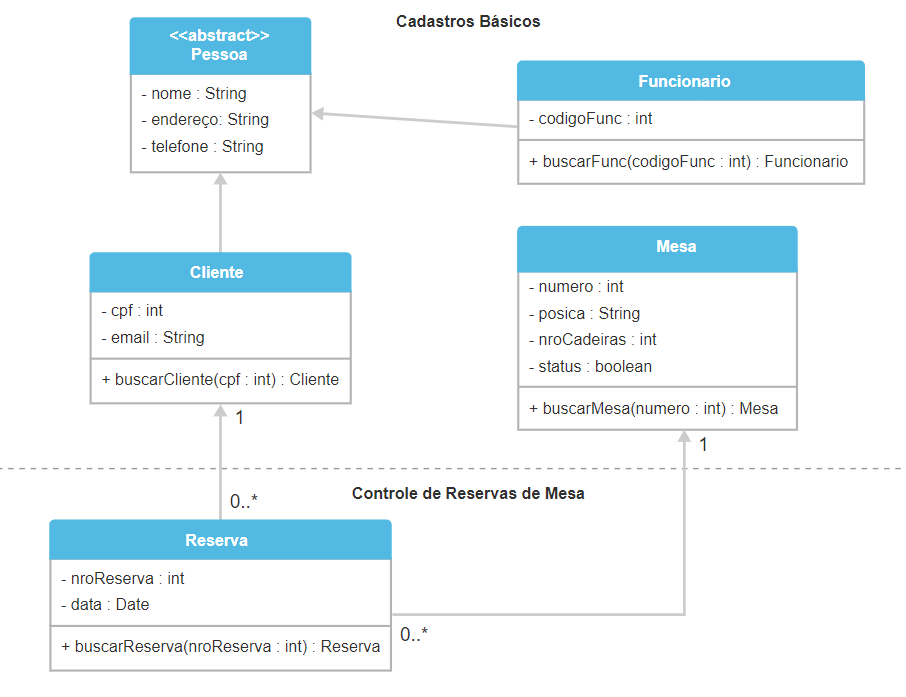 Cadastros Básicos
<<abstract>>
Pessoa
- nome : String
- endereço: String
- telefone : String
Funcionario
- codigoFunc : int
+ buscarFunc(codigoFunc : int) : Funcionario
Cliente
- cpf : int
- email : String
+ buscarCliente(cpf : int) : Cliente
1
Mesa
- numero : int
- posica : String
- nroCadeiras : int
- status : boolean
+ buscarMesa(numero : int) : Mesa
1
Controle de Reservas de Mesa
0..*
Reserva
- nroReserva : int
- data : Date
+ buscarReserva(nroReserva : int) : Reserva
0..*